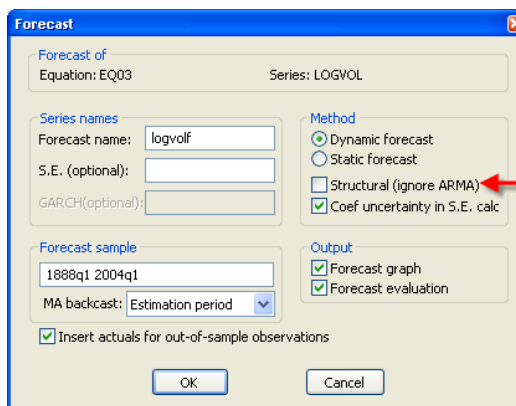 Forecast
Forecast of
Equation: EQ03 Series: LOGVOL
Series names
Forecast name: logvolf
S.E. (optional):
GARCH(optional):
Method
Dynamic forecast
Static forecast
Structural (ignore ARMA)
Coef uncertainty in S.E. calc
Forecast sample
1888q1 2004q1
MA backcast: Estimation period
Output
Forecast graph
Forecast evaluation
Insert actuals for out-of-sample observations
OK Cancel